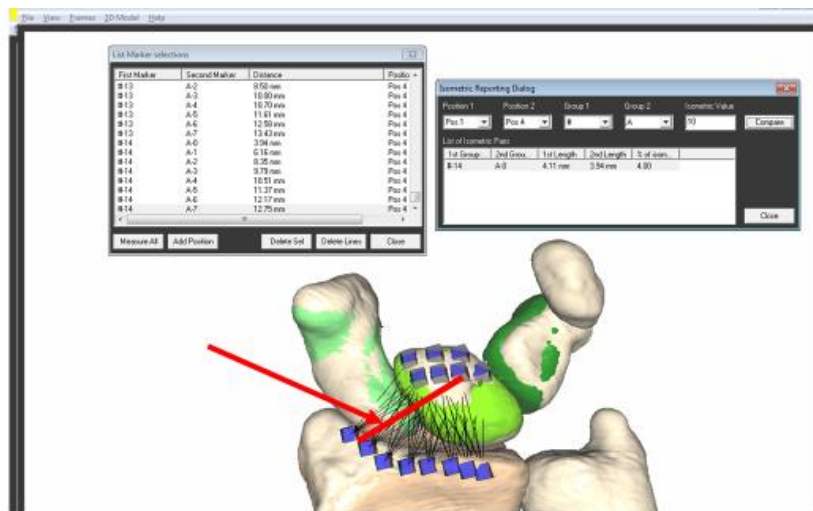 File View Frames 2D Model Help
List Marker selections
First Marker Second Marker Distance Positio
#-13 A-2 8.50 mm Pos 4
#-13 A-3 10.00 mm Pos 4
#-13 A-4 10.70 mm Pos 4
#-13 A-5 11.61 mm Pos 4
#-13 A-6 12.58 mm Pos 4
#-13 A-7 13.43 mm Pos 4
#-14 A-0 3.94 mm Pos 4
#-14 A-1 6.16 mm Pos 4
#-14 A-2 8.35 mm Pos 4
#-14 A-3 9.79 mm Pos 4
#-14 A-4 10.51 mm Pos 4
#-14 A-5 11.37 mm Pos 4
#-14 A-6 12.17 mm Pos 4
#-14 A-7 12.75 mm Pos 4
Measure All Add Position Delete Sel Delete Lines Close
Isometric Reporting Dialog
Position 1 Position 2 Group 1 Group 2 Isometric Value
Pos 1 Pos 4 # A 10 Compare
List of Isometric Pairs
1st Group... 2nd Grou... 1st Length 2nd Length % of isom...
#-14 A-0 4.11 mm 3.94 mm 4.00
Close